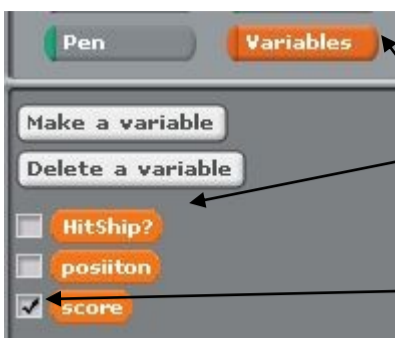 Pen Variables
Make a variable
Delete a variable
HitShip?
posiiton
score